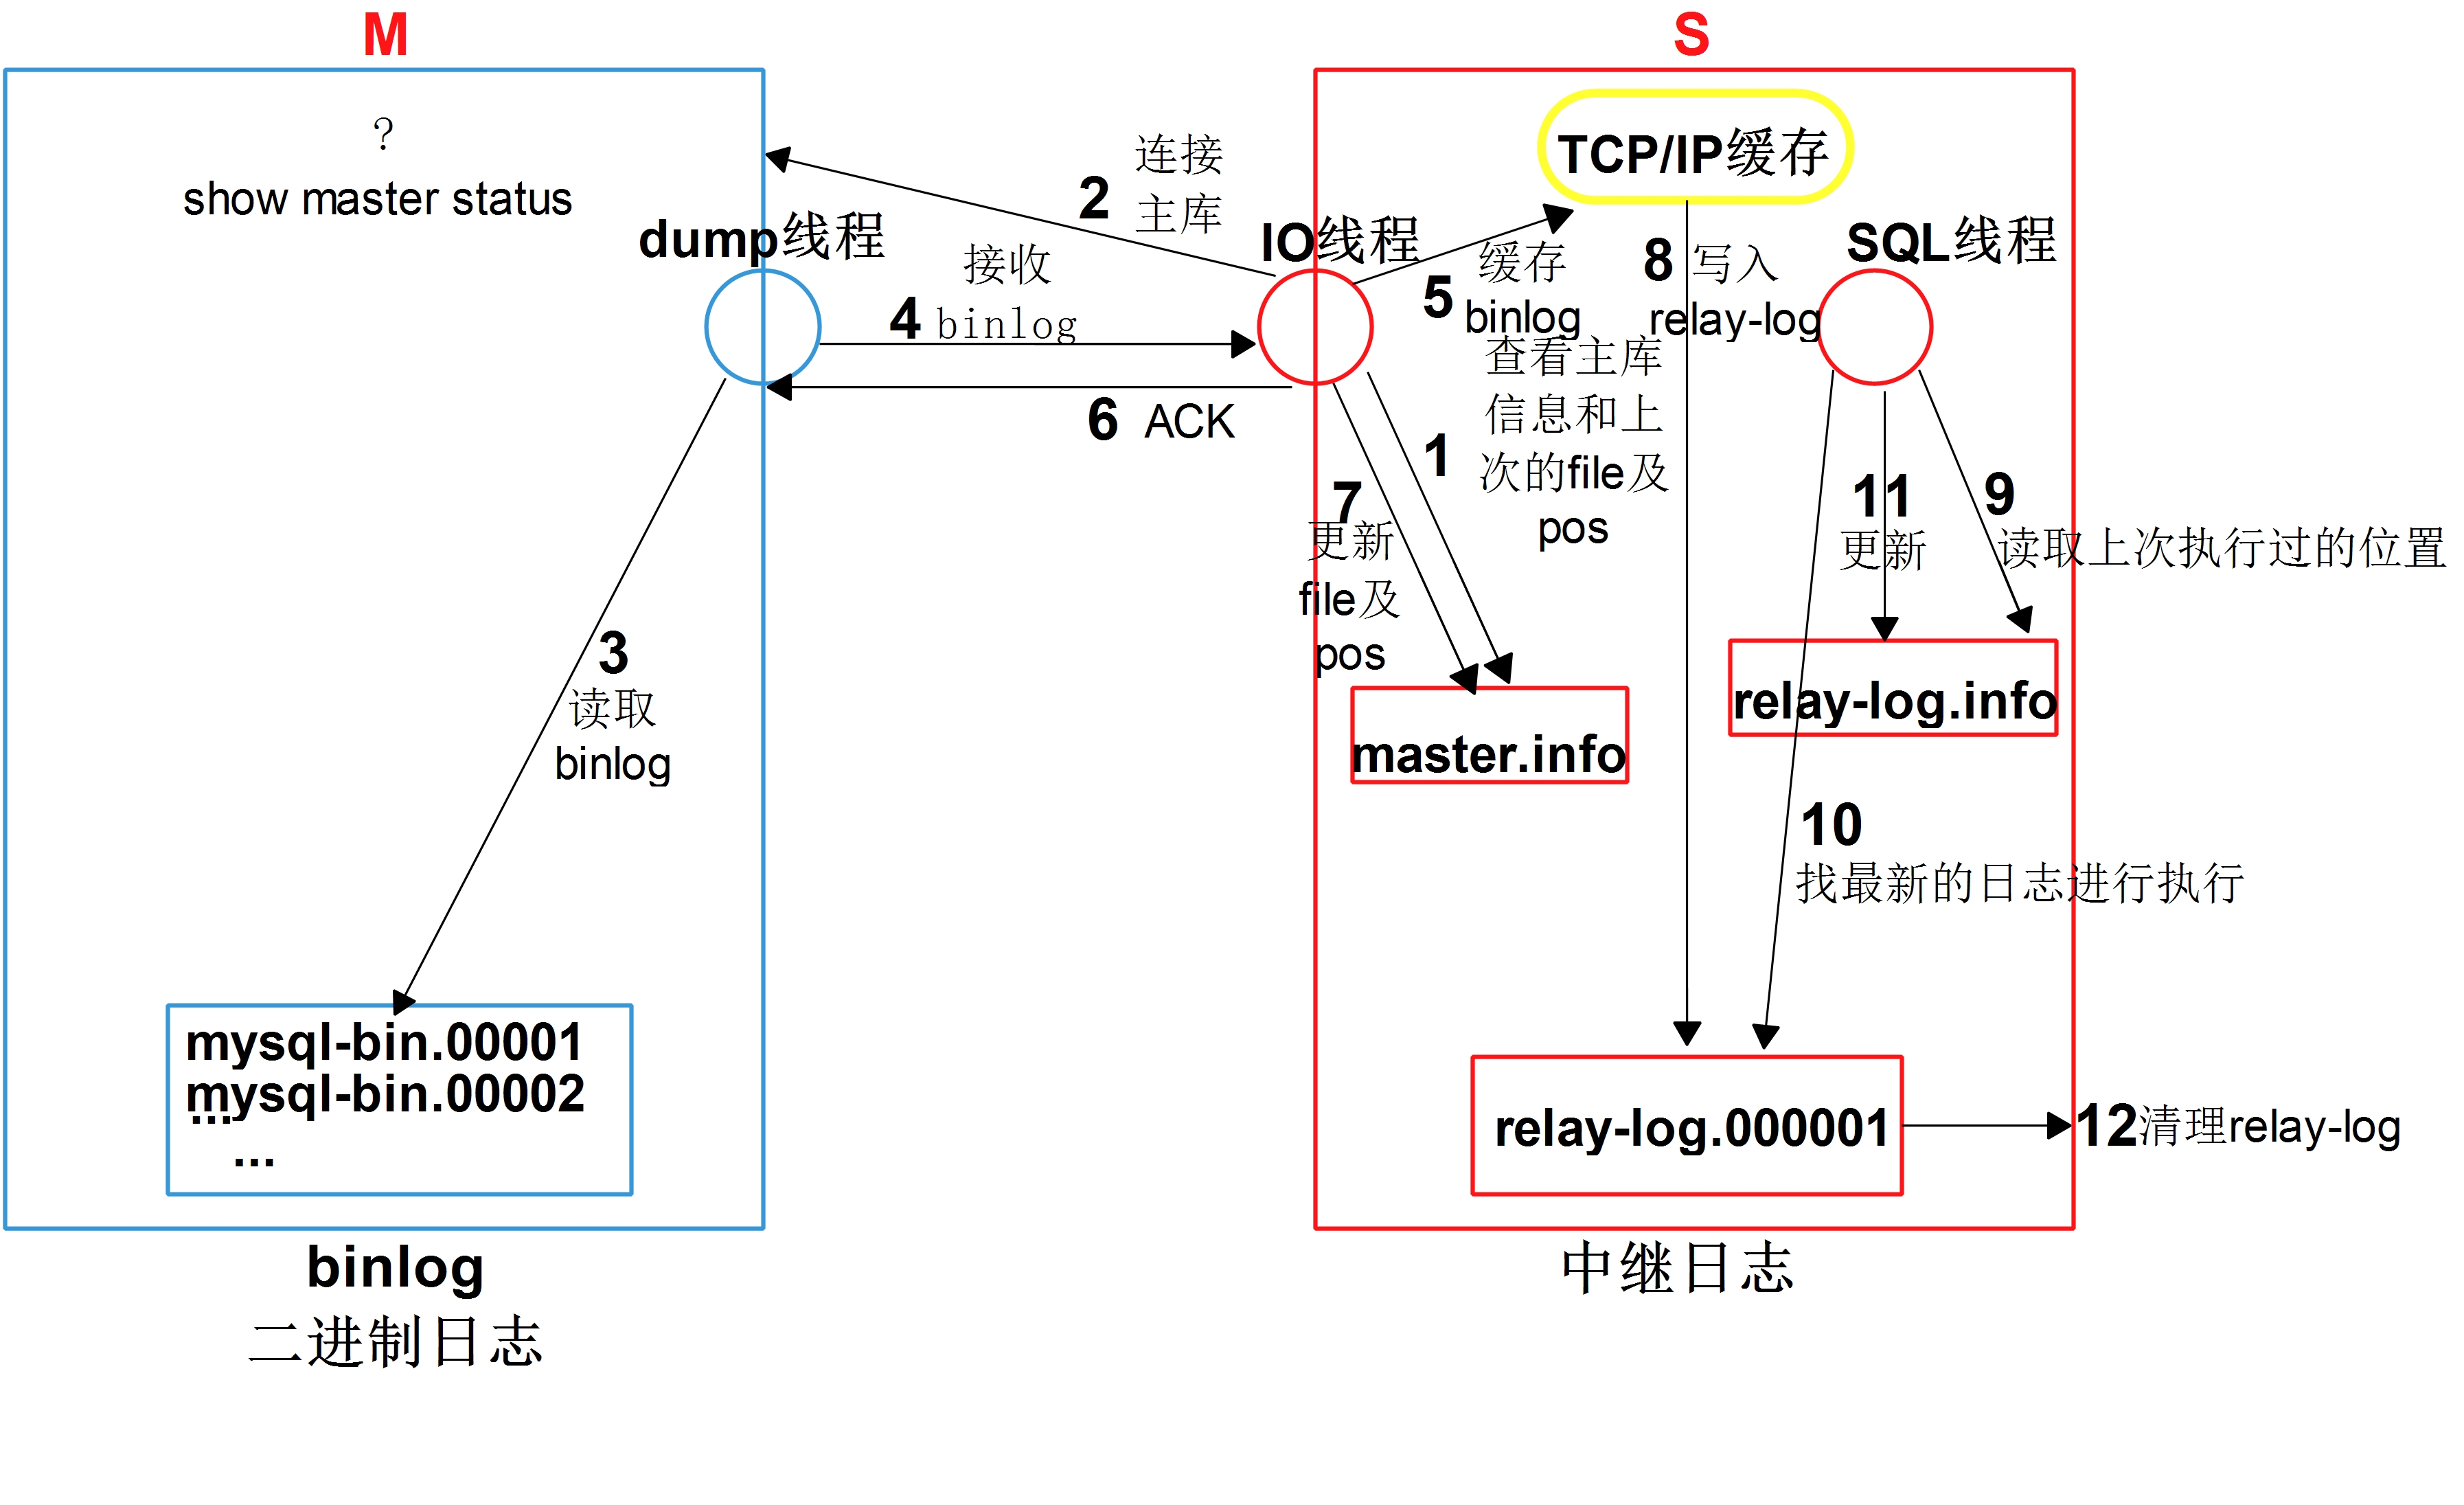 M
?
show master status
dump线程
3
读取
binlog
mysql-bin.00001
mysql-bin.00002
...
...
binlog
二进制日志
2
连接
主库
接收
4 binlog
6 ACK
S
TCP/IP缓存
IO线程
SQL线程
5
缓存
binlog
8 写入
relay-log
1
查看主库
信息和上
次的file及
pos
7
更新
file及
pos
11
更新
9
读取上次执行过的位置
relay-log.info
master.info
10
找最新的日志进行执行
relay-log.000001
12清理relay-log
中继日志